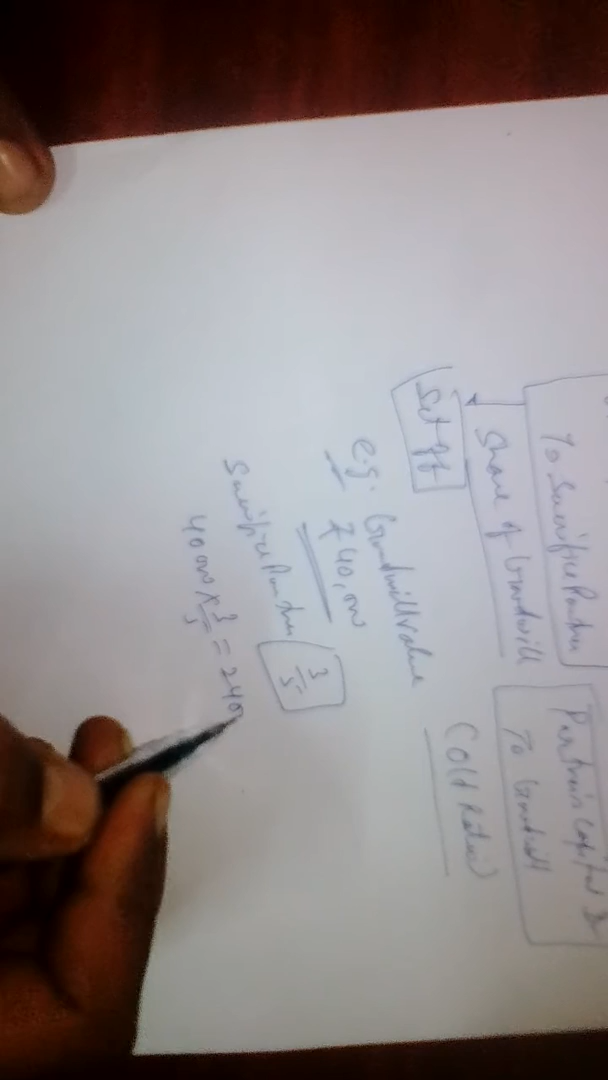 To Sacrifice Partner
Share of Goodwill
Set off
Partner's Capital
To Goodwill
(Old Ratio)
e.g. Goodwill value
₹ 40,000
Sacrifice Partner 3/5
40000 x 3/5 = 240